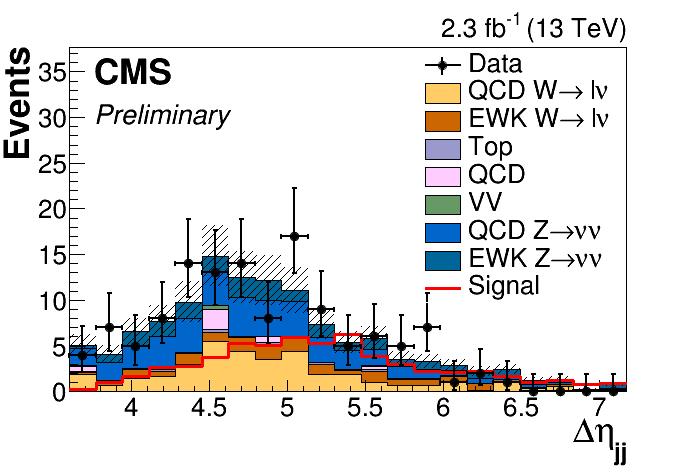 2.3 fb⁻¹ (13 TeV)
Events
CMS
Preliminary
Data
QCD W→ lν
EWK W→ lν
Top
QCD
VV
QCD Z→νν
EWK Z→νν
Signal
35
30
25
20
15
10
5
0
4 4.5 5 5.5 6 6.5 7
Δη_jj